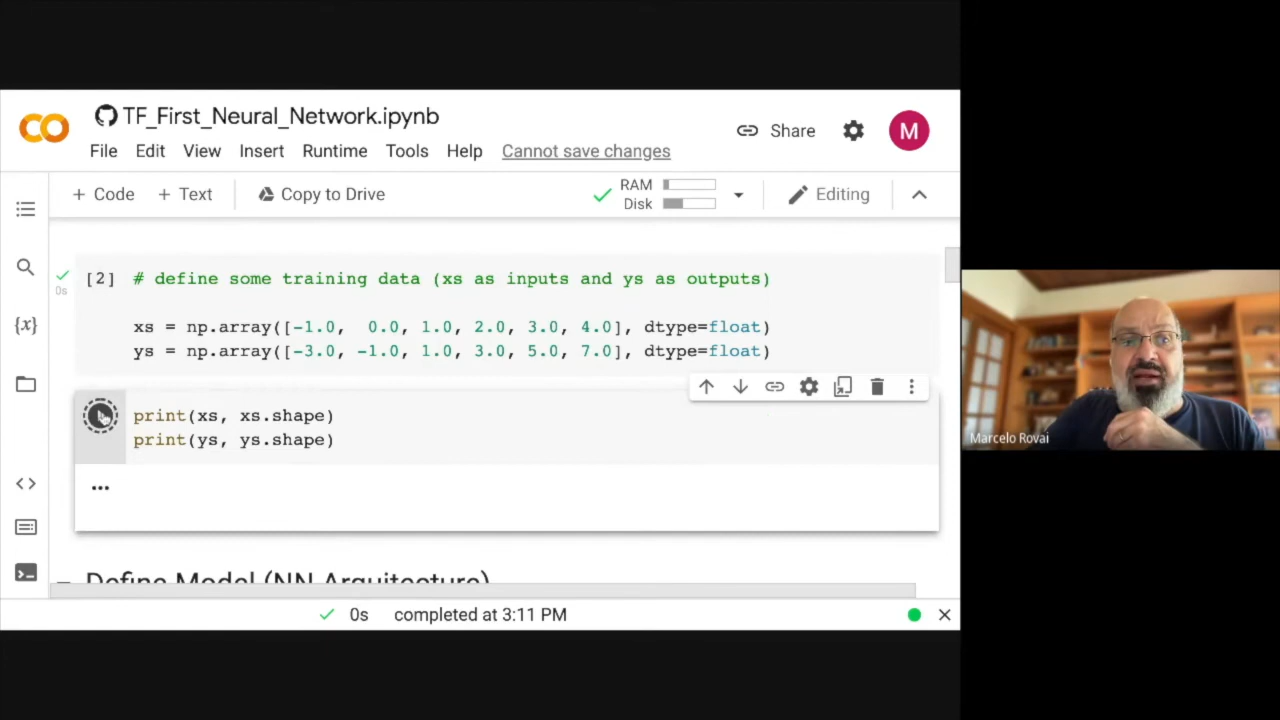 TF_First_Neural_Network.ipynb
File Edit View Insert Runtime Tools Help Cannot save changes
Share
M
+ Code + Text Copy to Drive
RAM
Disk
Editing
{x}
[2] # define some training data (xs as inputs and ys as outputs)
0s
xs = np.array([-1.0, 0.0, 1.0, 2.0, 3.0, 4.0], dtype=float)
ys = np.array([-3.0, -1.0, 1.0, 3.0, 5.0, 7.0], dtype=float)
print(xs, xs.shape)
print(ys, ys.shape)
...
Define Model (NN Arquitecture)
0s completed at 3:11 PM
Marcelo Rovai